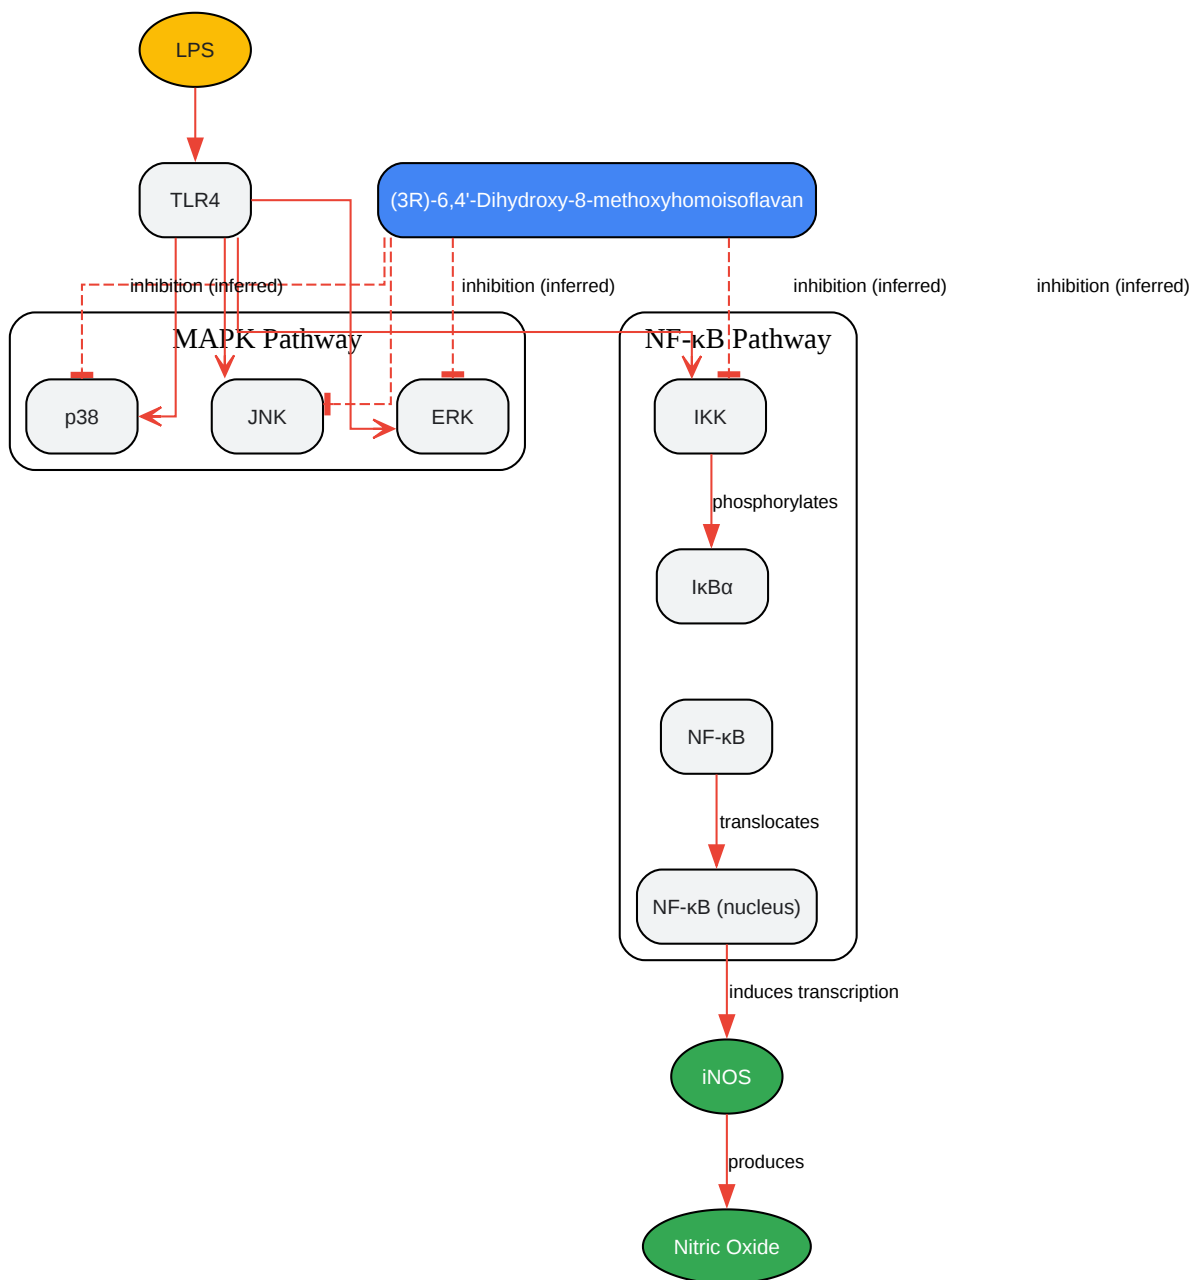 LPS
TLR4
(3R)-6,4'-Dihydroxy-8-methoxyhomoisoflavan
inhibition (inferred)
inhibition (inferred)
inhibition (inferred)
inhibition (inferred)
MAPK Pathway
NF-κB Pathway
p38
JNK
ERK
IKK
phosphorylates
IκBα
NF-κB
translocates
NF-κB (nucleus)
induces transcription
iNOS
produces
Nitric Oxide